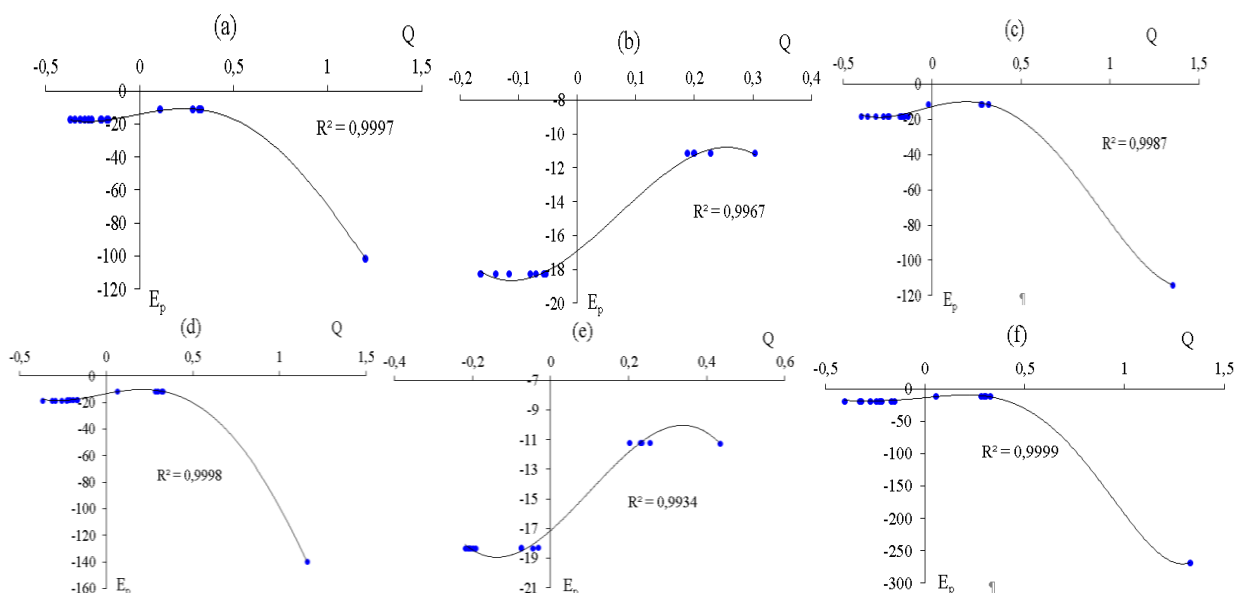 (a)
Q
-0,5 0 0,5 1 1,5
0
-20
-40
-60
-80
-100
-120
R² = 0,9997
E_p
(b)
Q
-0,2 -0,1 0 0,1 0,2 0,3 0,4
-8
-10
-12
-14
-16
-18
-20
R² = 0,9967
E_p
(c)
Q
-0,5 0 0,5 1 1,5
0
-20
-40
-60
-80
-100
-120
R² = 0,9987
E_p
¶
(d)
Q
-0,5 0 0,5 1 1,5
0
-20
-40
-60
-80
-100
-120
-140
-160
R² = 0,9998
E_p
(e)
Q
-0,4 -0,2 0 0,2 0,4 0,6
-7
-9
-11
-13
-15
-17
-19
-21
R² = 0,9934
E_p
(f)
Q
-0,5 0 0,5 1 1,5
0
-50
-100
-150
-200
-250
-300
R² = 0,9999
E_p
¶